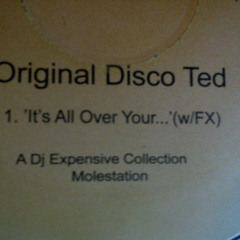 Original Disco Ted
1. 'It's All Over Your...'(w/FX)
A Dj Expensive Collection
Molestation